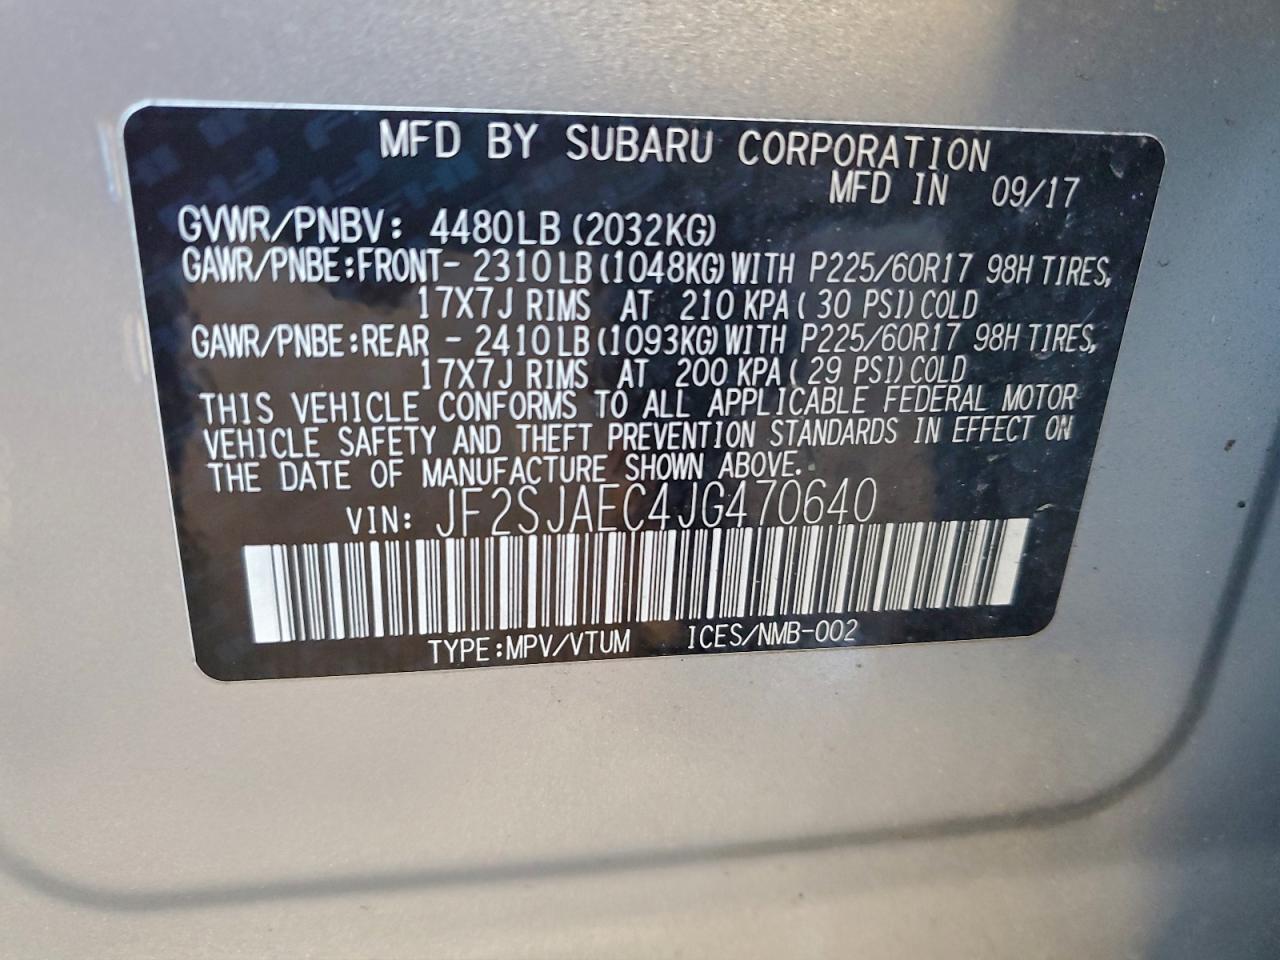 MFD BY SUBARU CORPORATION
MFD IN 09/17
GVWR/PNBV: 4480LB (2032KG)
GAWR/PNBE:FRONT- 2310LB (1048KG) WITH P225/60R17 98H TIRES,
17X7J RIMS AT 210 KPA ( 30 PSI) COLD
GAWR/PNBE:REAR - 2410LB (1093KG) WITH P225/60R17 98H TIRES,
17X7J RIMS AT 200 KPA ( 29 PSI) COLD
THIS VEHICLE CONFORMS TO ALL APPLICABLE FEDERAL MOTOR
VEHICLE SAFETY AND THEFT PREVENTION STANDARDS IN EFFECT ON
THE DATE OF MANUFACTURE SHOWN ABOVE.
VIN: JF2SJAEC4JG470640
TYPE:MPV/VTUM ICES/NMB-002